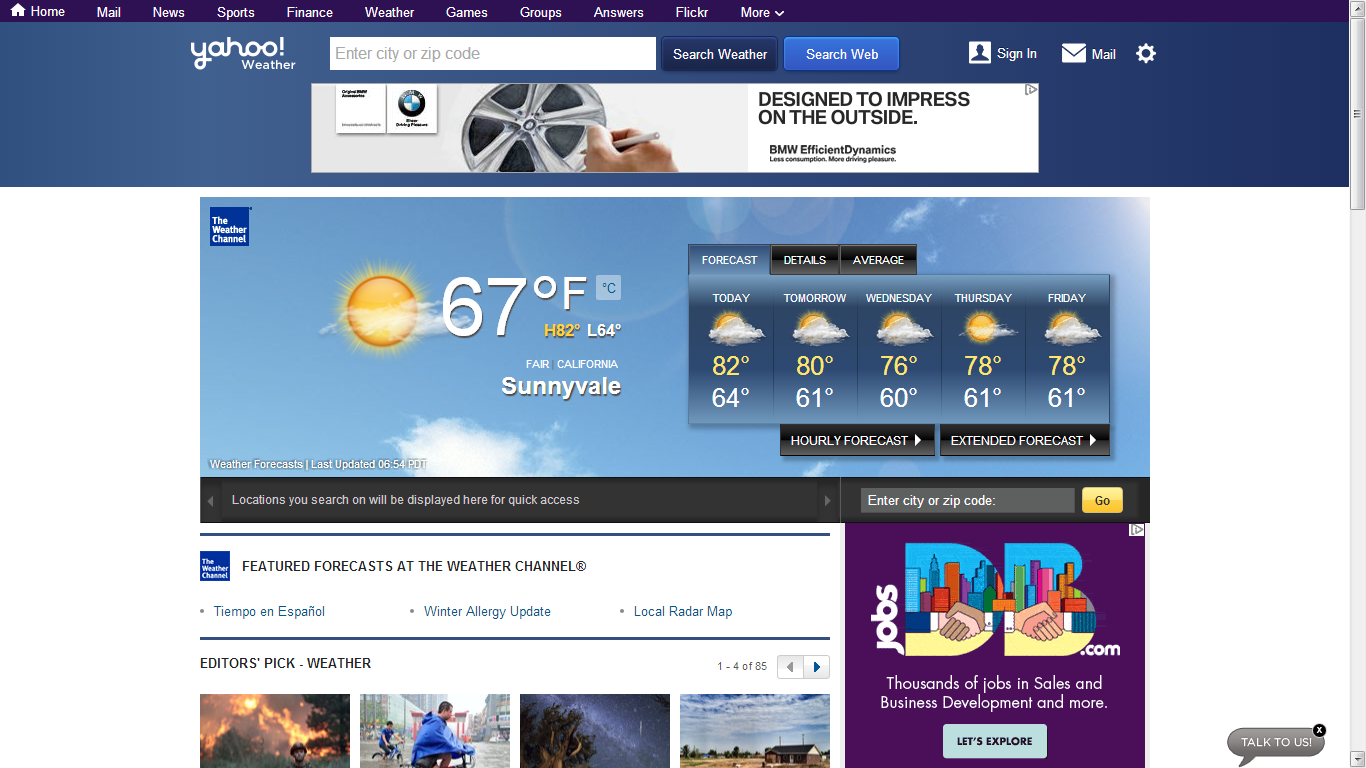 Home Mail News Sports Finance Weather Games Groups Answers Flickr More
yahoo!
Weather
Enter city or zip code
Search Weather
Search Web
Sign In
Mail
Original BMW
Accessories
Sheer
Driving Pleasure
DESIGNED TO IMPRESS
ON THE OUTSIDE.
BMW EfficientDynamics
Less consumption. More driving pleasure.
The
Weather
Channel
67°F °C
H82° L64°
FAIR | CALIFORNIA
Sunnyvale
FORECAST DETAILS AVERAGE
TODAY TOMORROW WEDNESDAY THURSDAY FRIDAY
82° 80° 76° 78° 78°
64° 61° 60° 61° 61°
HOURLY FORECAST EXTENDED FORECAST
Weather Forecasts | Last Updated 06:54 PDT
Locations you search on will be displayed here for quick access
Enter city or zip code:
Go
The
Weather
Channel
FEATURED FORECASTS AT THE WEATHER CHANNEL®
• Tiempo en Español • Winter Allergy Update • Local Radar Map
EDITORS' PICK - WEATHER
1 - 4 of 85
jobs
DB
.com
Thousands of jobs in Sales and
Business Development and more.
LET'S EXPLORE
TALK TO US!
x